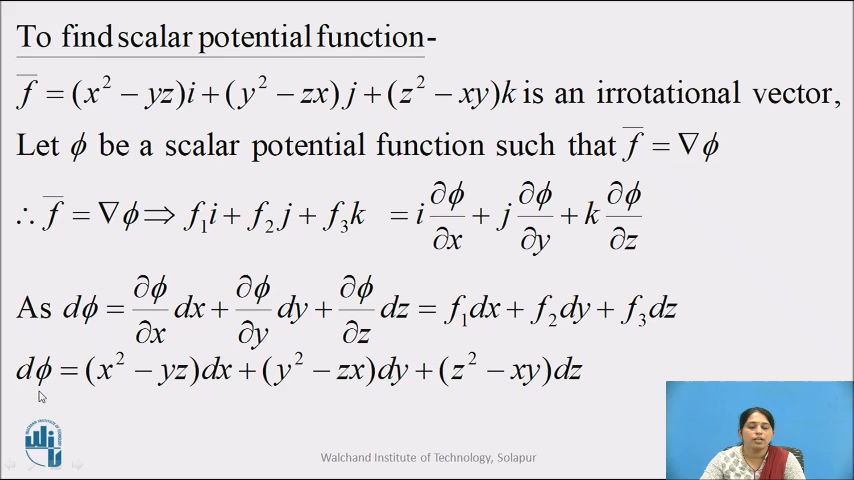 To find scalar potential function-
f̅ = (x² − yz)i + (y² − zx)j + (z² − xy)k is an irrotational vector,
Let ϕ be a scalar potential function such that f̅ = ∇ϕ
∴ f̅ = ∇ϕ ⇒ f₁i + f₂j + f₃k = i ∂ϕ/∂x + j ∂ϕ/∂y + k ∂ϕ/∂z
As dϕ = ∂ϕ/∂x dx + ∂ϕ/∂y dy + ∂ϕ/∂z dz = f₁dx + f₂dy + f₃dz
dϕ = (x² − yz)dx + (y² − zx)dy + (z² − xy)dz
Walchand Institute of Technology, Solapur